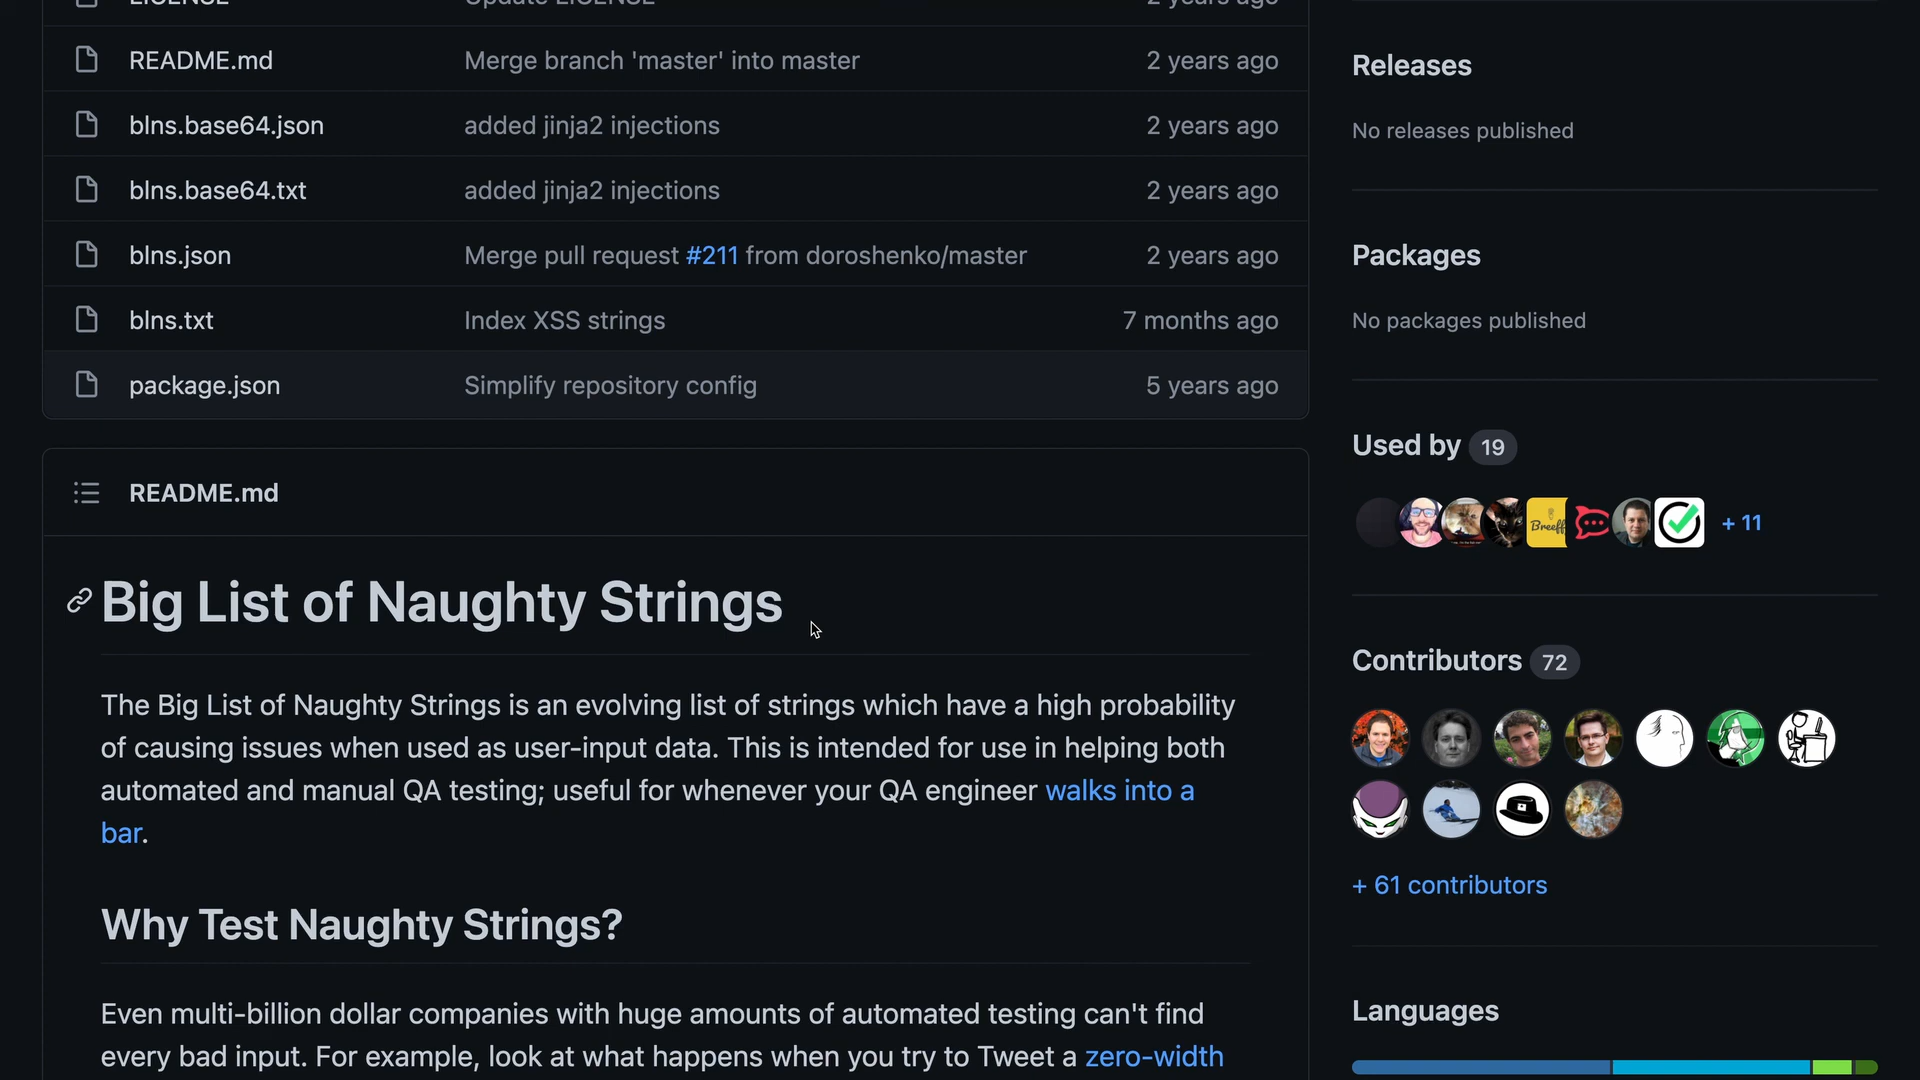 LICENSE Update LICENSE 2 years ago
README.md Merge branch 'master' into master 2 years ago
blns.base64.json added jinja2 injections 2 years ago
blns.base64.txt added jinja2 injections 2 years ago
blns.json Merge pull request #211 from doroshenko/master 2 years ago
blns.txt Index XSS strings 7 months ago
package.json Simplify repository config 5 years ago
README.md
Big List of Naughty Strings
The Big List of Naughty Strings is an evolving list of strings which have a high probability
of causing issues when used as user-input data. This is intended for use in helping both
automated and manual QA testing; useful for whenever your QA engineer walks into a
bar.
Why Test Naughty Strings?
Even multi-billion dollar companies with huge amounts of automated testing can't find
every bad input. For example, look at what happens when you try to Tweet a zero-width
Releases
No releases published
Packages
No packages published
Used by 19
Breeff
+ 11
Contributors 72
+ 61 contributors
Languages